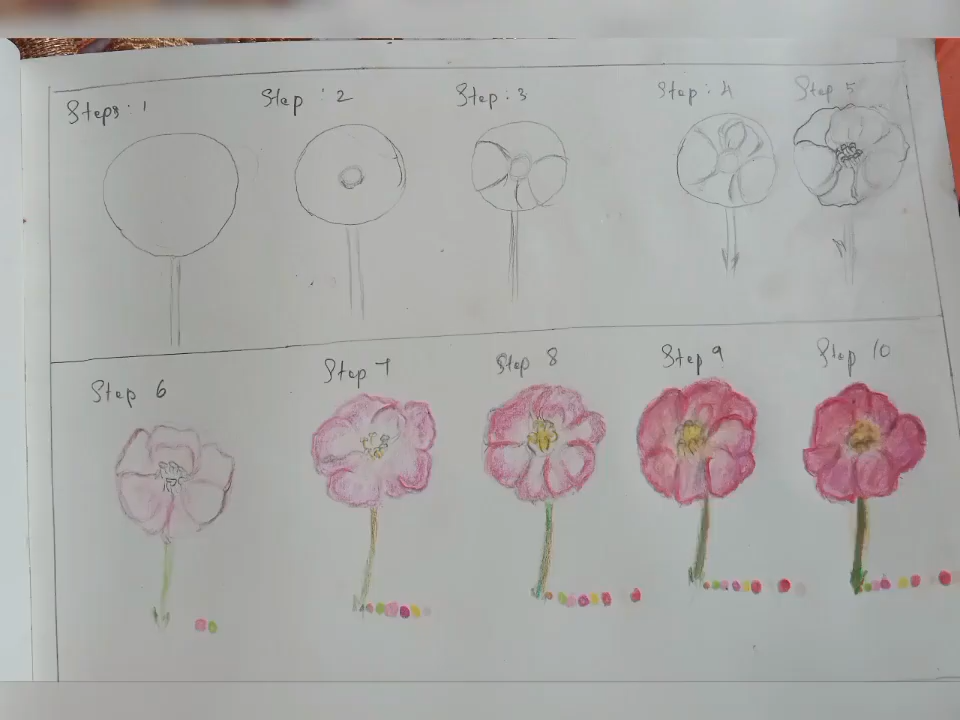 Steps : 1
Step : 2
Step : 3
Step : 4
Step 5
Step 6
Step 7
Step 8
Step 9
Step 10